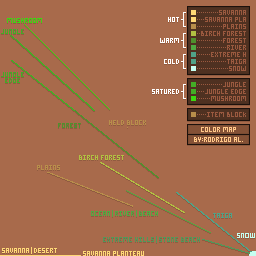 MUSHROOM
HOT
SAVANNA
SAVANNA PLA
PLAINS
BIRCH FOREST
WARM
FOREST
RIVER
EXTREME H
COLD
TAIGA
SNOW
SATURED
JUNGLE
JUNGLE EDGE
MUSHROOM
ITEM BLOCK
COLOR MAP
BY:RODRIGO AL.
HELD BLOCK
FOREST
BIRCH FOREST
PLAINS
TAIGA
SNOW
SAVANNA|DESERT
SAVANNA PLANTEAU